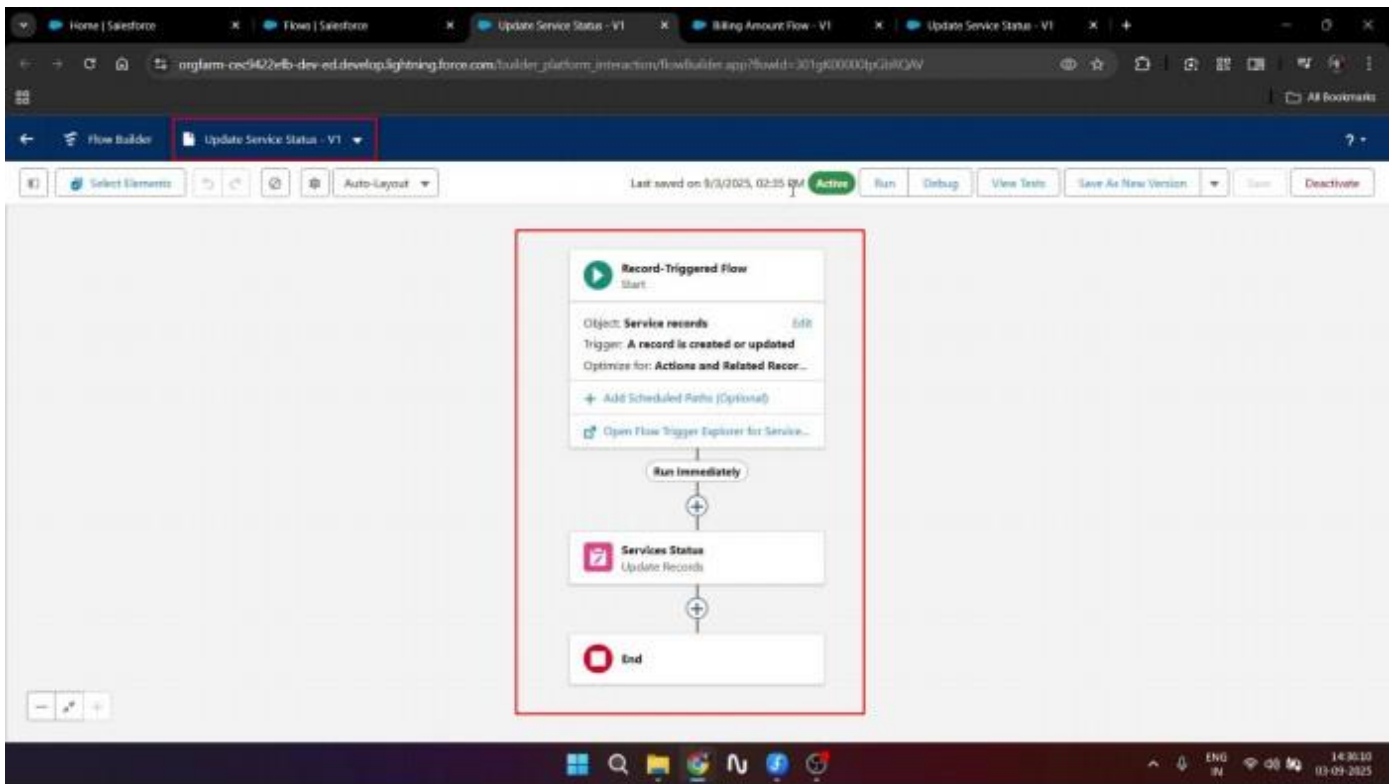 Home | Salesforce
Flows | Salesforce
Update Service Status - V1
Billing Amount Flow - V1
Update Service Status - V1
All Bookmarks
Flow Builder
Update Service Status - V1
?
Select Elements
Auto-Layout
Last saved on 9/3/2025, 02:35 PM
Active
Run
Debug
View Tests
Save As New Version
Save
Deactivate
Record-Triggered Flow
Start
Object: Service records
Edit
Trigger: A record is created or updated
Optimize for: Actions and Related Recor...
+ Add Scheduled Paths (Optional)
Open Flow Trigger Explorer for Service...
Run Immediately
Services Status
Update Records
End
ENG
IN
14:36:10
03-09-2025